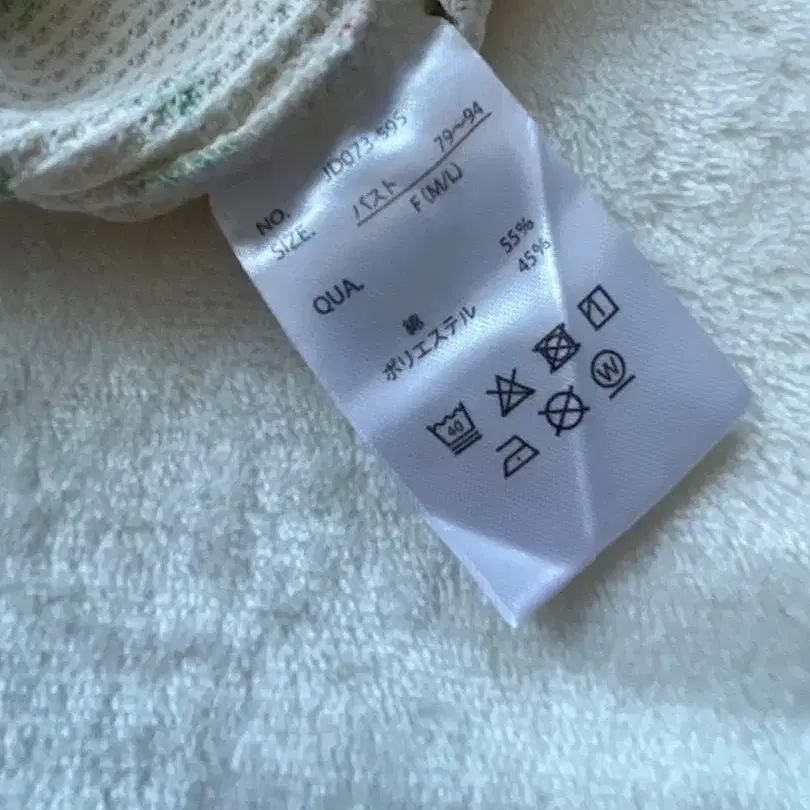 NO. ID073-595
SIZE. バスト 79~94
F(M/L)
QUA.
綿 55%
ポリエステル 45%
40
W